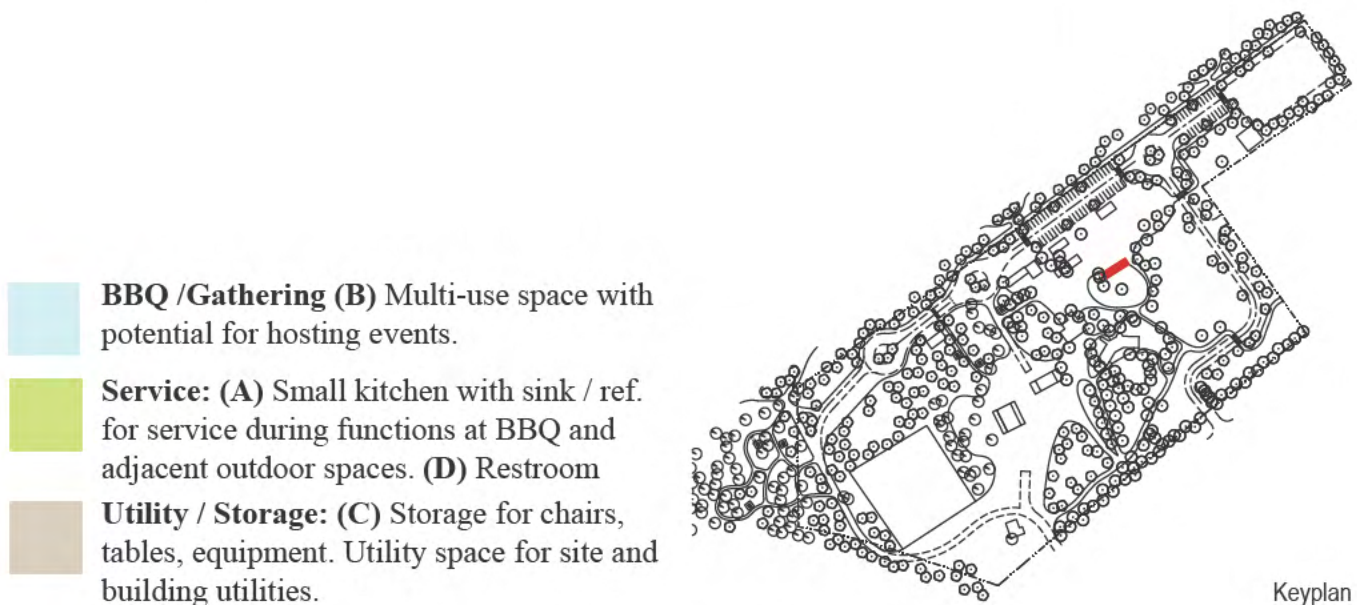 BBQ /Gathering (B) Multi-use space with
potential for hosting events.
Service: (A) Small kitchen with sink / ref.
for service during functions at BBQ and
adjacent outdoor spaces. (D) Restroom
Utility / Storage: (C) Storage for chairs,
tables, equipment. Utility space for site and
building utilities.
Keyplan